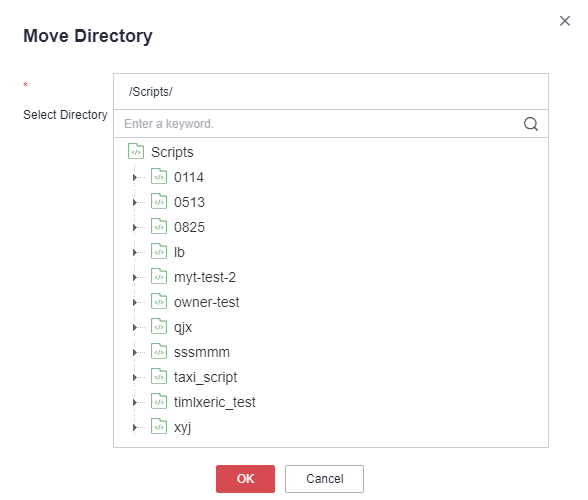 Move Directory
*
Select Directory
/Scripts/
Enter a keyword.
Scripts
0114
0513
0825
lb
myt-test-2
owner-test
qjx
sssmmm
taxi_script
timlxeric_test
xyj
OK
Cancel